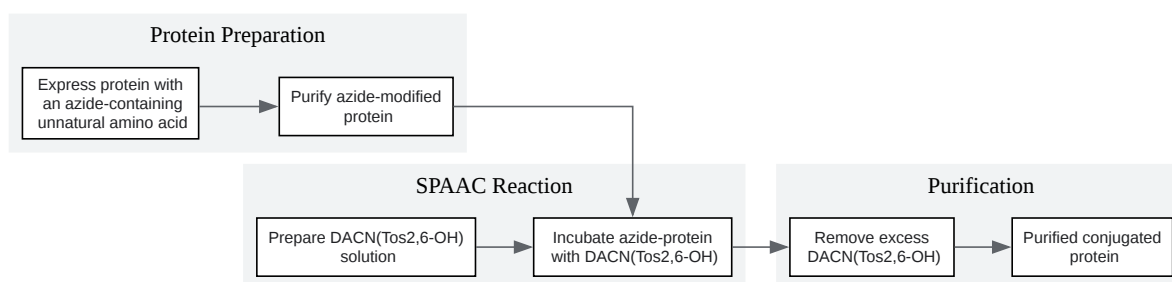 Protein Preparation
Express protein with
an azide-containing
unnatural amino acid
Purify azide-modified
protein
SPAAC Reaction
Prepare DACN(Tos2,6-OH)
solution
Incubate azide-protein
with DACN(Tos2,6-OH)
Purification
Remove excess
DACN(Tos2,6-OH)
Purified conjugated
protein